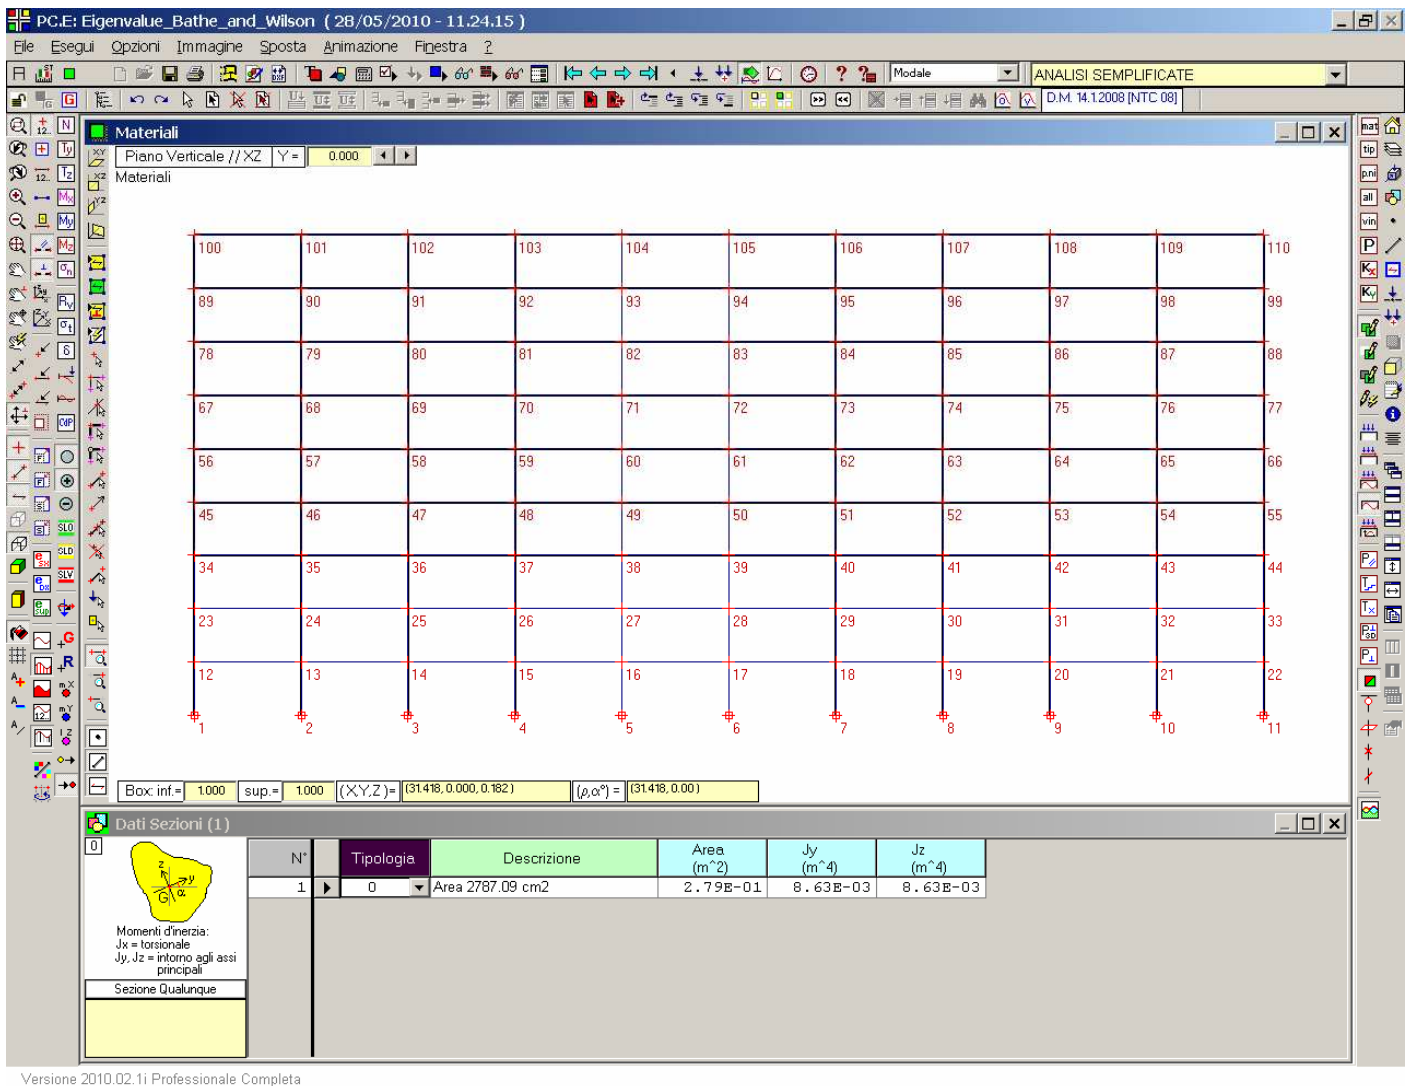 PC.E: Eigenvalue_Bathe_and_Wilson ( 28/05/2010 - 11.24.15 )
File Esegui Opzioni Immagine Sposta Animazione Finestra ?
Modale ANALISI SEMPLIFICATE
D.M. 14.1.2008 [NTC 08]
Materiali
Piano Verticale // XZ Y = 0.000
Materiali
100 101 102 103 104 105 106 107 108 109 110
89 90 91 92 93 94 95 96 97 98 99
78 79 80 81 82 83 84 85 86 87 88
67 68 69 70 71 72 73 74 75 76 77
56 57 58 59 60 61 62 63 64 65 66
45 46 47 48 49 50 51 52 53 54 55
34 35 36 37 38 39 40 41 42 43 44
23 24 25 26 27 28 29 30 31 32 33
12 13 14 15 16 17 18 19 20 21 22
1 2 3 4 5 6 7 8 9 10 11
Box: inf.= 1.000 sup.= 1.000 (X,Y,Z)= (31.418, 0.000, 0.182 ) (ρ,α°) = (31.418, 0.00 )
Dati Sezioni (1)
0
N° Tipologia Descrizione Area (m^2) Jy (m^4) Jz (m^4)
1 0 Area 2787.09 cm2 2.79E-01 8.63E-03 8.63E-03
z y G α
Momenti d'inerzia:
Jx = torsionale
Jy, Jz = intorno agli assi
principali
Sezione Qualunque
Versione 2010.02.1i Professionale Completa